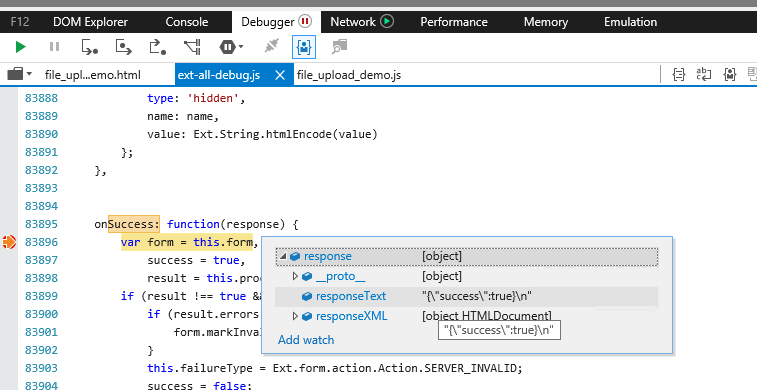 F12 DOM Explorer Console Debugger Network Performance Memory Emulation
file_upl...emo.html ext-all-debug.js file_upload_demo.js
83888 type: 'hidden',
83889 name: name,
83890 value: Ext.String.htmlEncode(value)
83891 };
83892 },
83893
83894
83895 onSuccess: function(response) {
83896 var form = this.form,
83897 success = true,
83898 result = this.pro
83899 if (result !== true &
83900 if (result.errors
83901 form.markInva
83902 }
83903 this.failureType = Ext.form.action.Action.SERVER_INVALID;
83904 success = false;
response [object]
__proto__ [object]
responseText "{\"success\":true}\n"
responseXML [object HTMLDocument]
"{\"success\":true}\n"
Add watch